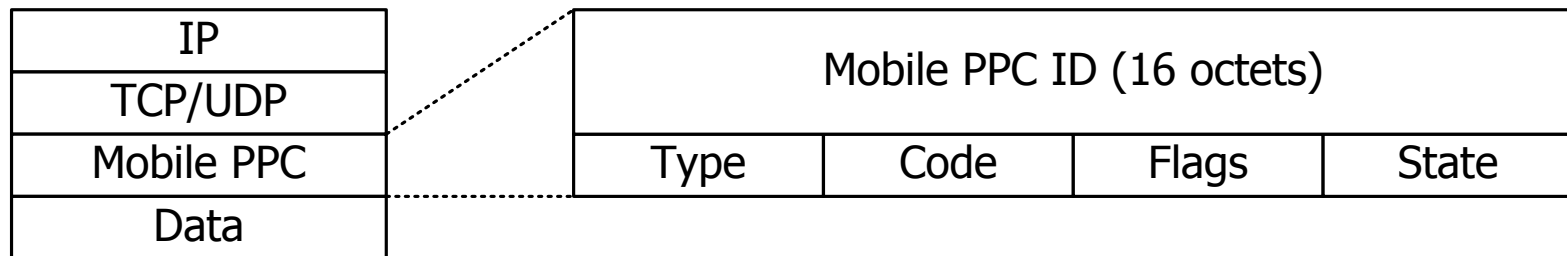 IP
TCP/UDP
Mobile PPC
Data
Mobile PPC ID (16 octets)
Type Code Flags State